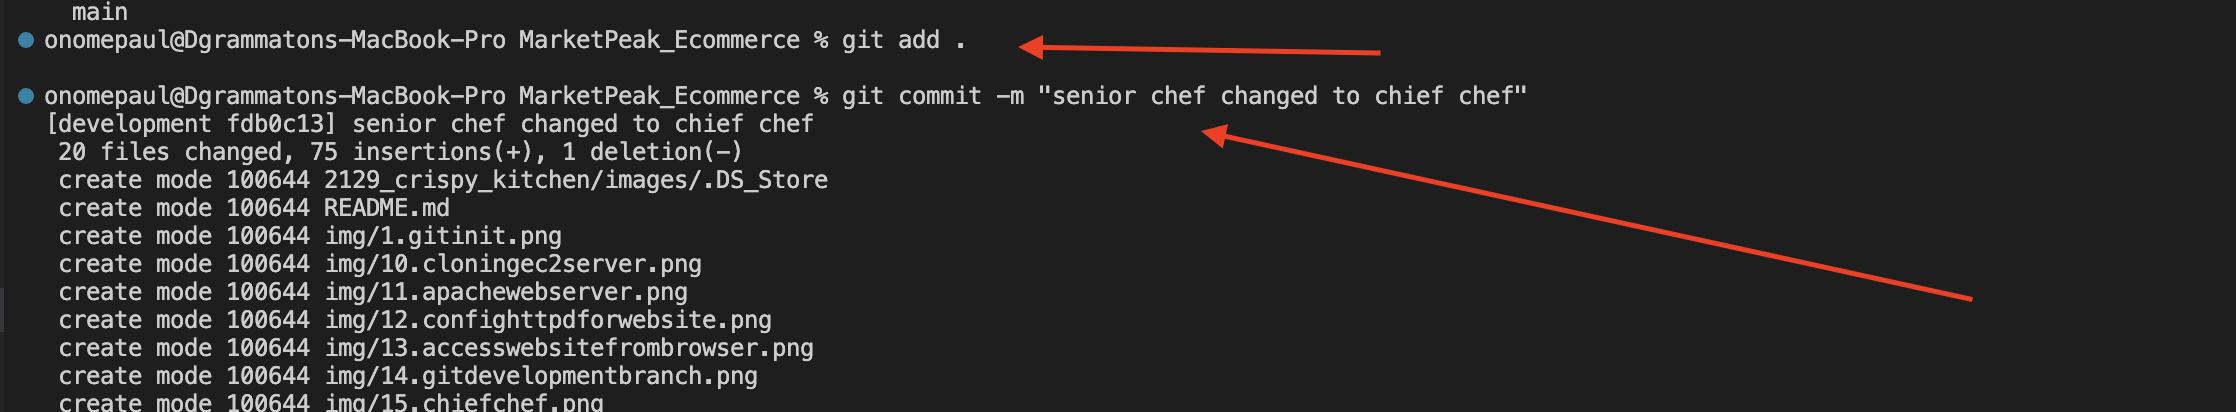 main
onomepaul@Dgrammatons-MacBook-Pro MarketPeak_Ecommerce % git add .
onomepaul@Dgrammatons-MacBook-Pro MarketPeak_Ecommerce % git commit -m "senior chef changed to chief chef"
[development fdb0c13] senior chef changed to chief chef
20 files changed, 75 insertions(+), 1 deletion(-)
create mode 100644 2129_crispy_kitchen/images/.DS_Store
create mode 100644 README.md
create mode 100644 img/1.gitinit.png
create mode 100644 img/10.cloningec2server.png
create mode 100644 img/11.apachewebserver.png
create mode 100644 img/12.confighttpdforwebsite.png
create mode 100644 img/13.accesswebsitefrombrowser.png
create mode 100644 img/14.gitdevelopmentbranch.png
create mode 100644 img/15.chiefchef.png